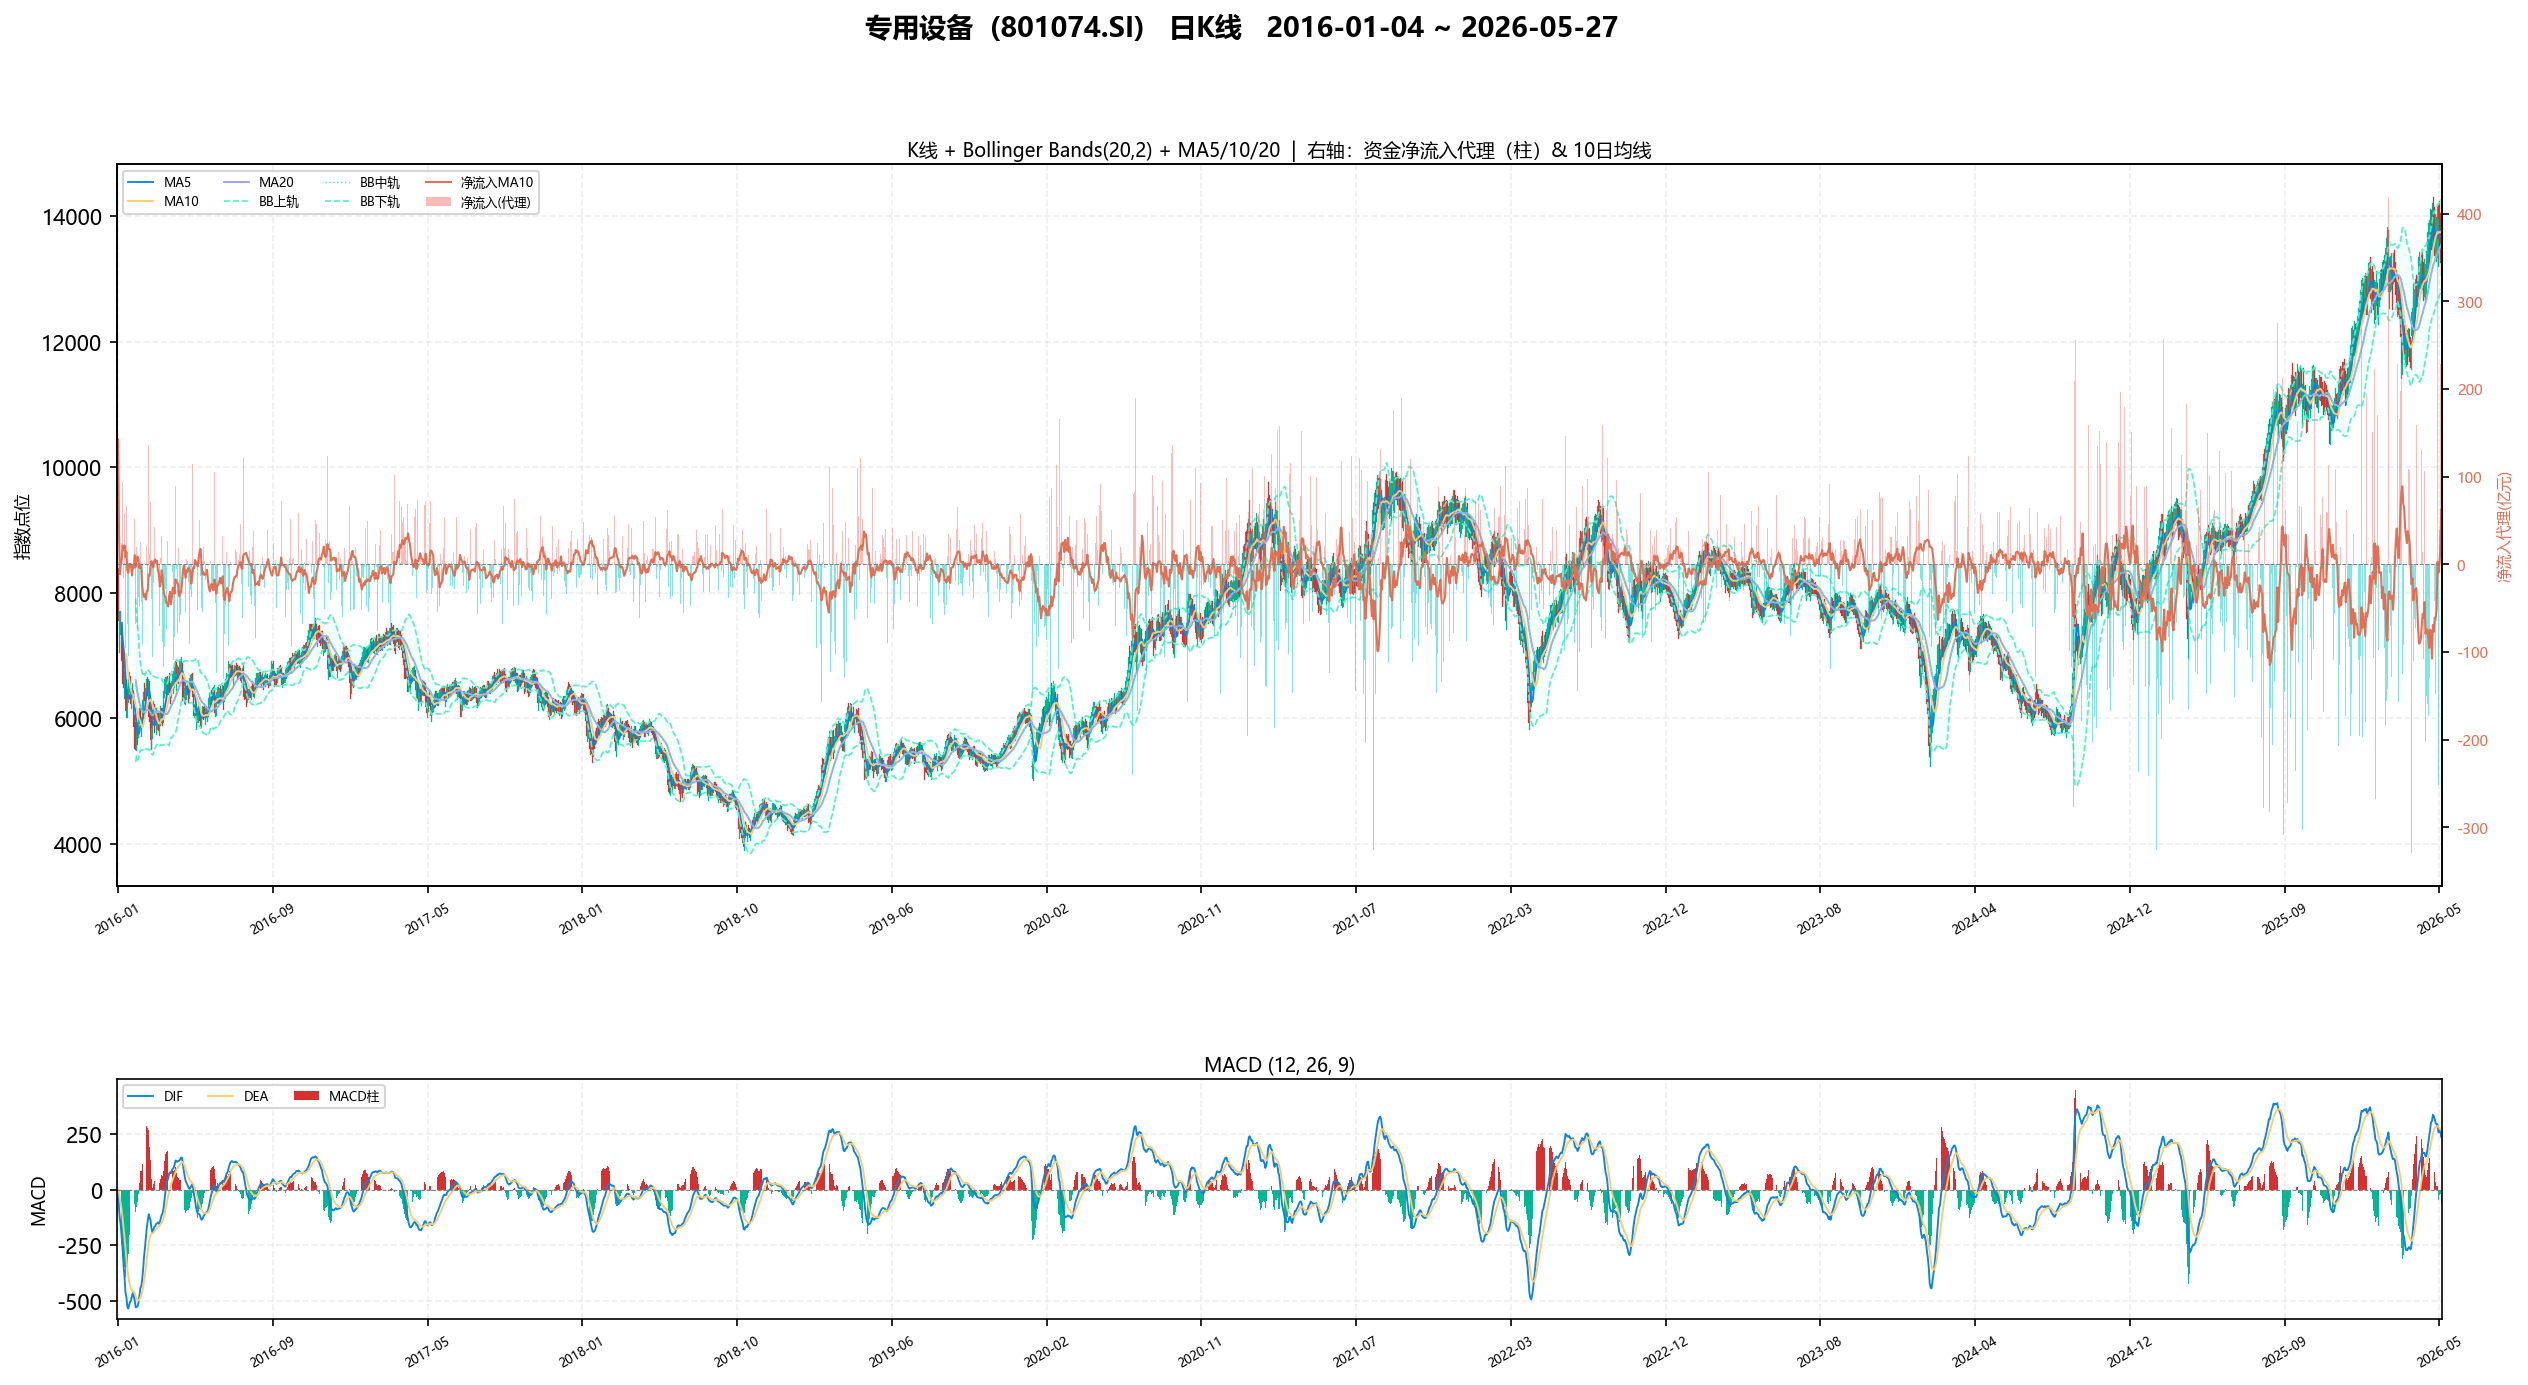 专用设备 (801074.SI) 日K线 2016-01-04 ~ 2026-05-27
K线 + Bollinger Bands(20,2) + MA5/10/20 | 右轴：资金净流入代理（柱）& 10日均线
MA5 MA20 BB中轨 净流入MA10
MA10 BB上轨 BB下轨 净流入(代理)
指数点位
14000
12000
10000
8000
6000
4000
400
300
200
100
0
-100
-200
-300
净流入代理(亿元)
2016-01 2016-09 2017-05 2018-01 2018-10 2019-06 2020-02 2020-11 2021-07 2022-03 2022-12 2023-08 2024-04 2024-12 2025-09 2026-05
MACD (12, 26, 9)
DIF DEA MACD柱
MACD
250
0
-250
-500
2016-01 2016-09 2017-05 2018-01 2018-10 2019-06 2020-02 2020-11 2021-07 2022-03 2022-12 2023-08 2024-04 2024-12 2025-09 2026-05